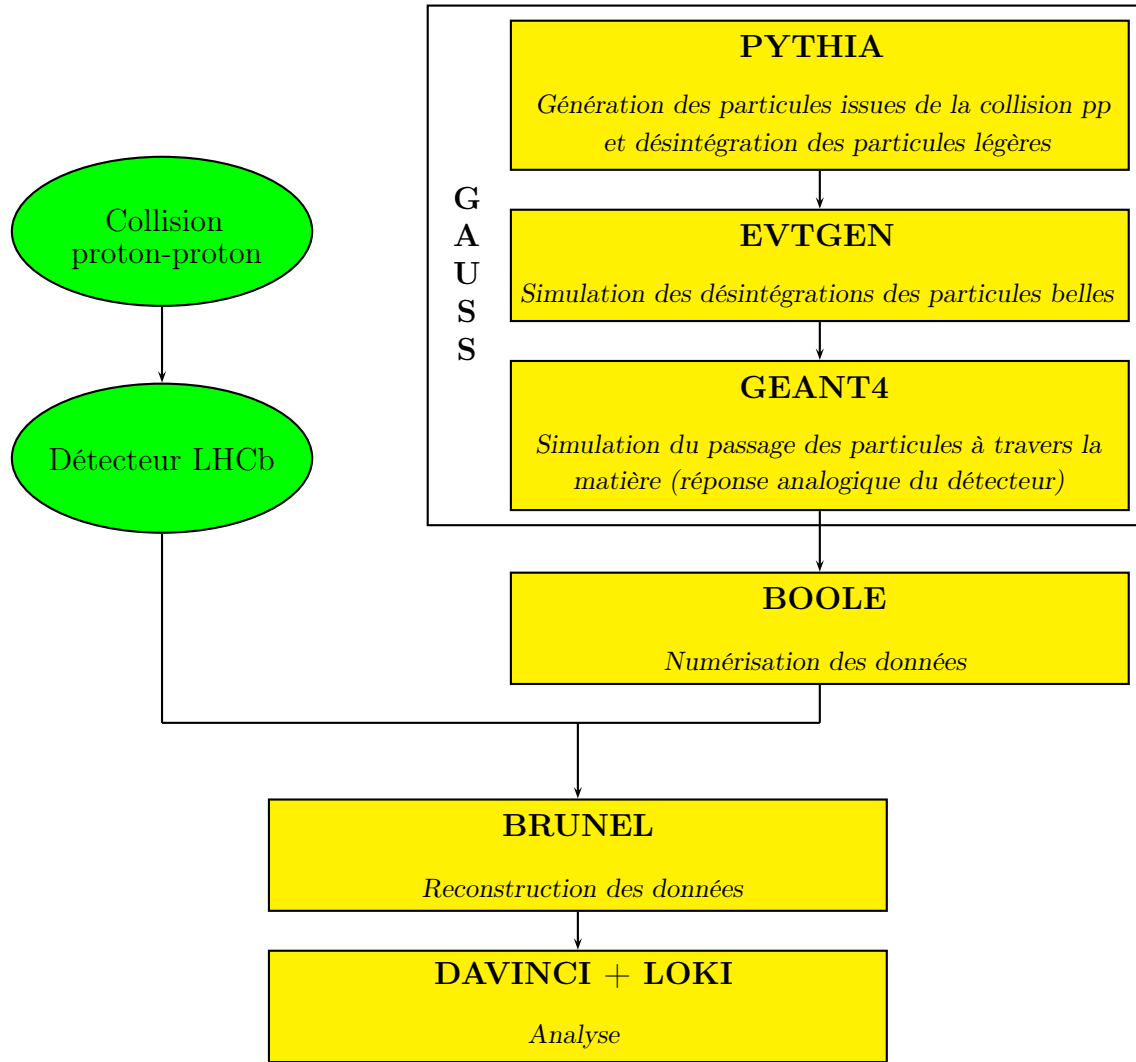 PYTHIA
Génération des particules issues de la collision pp
et désintégration des particules légères
Collision
proton-proton
G
A
U
S
S
EVTGEN
Simulation des désintégrations des particules belles
GEANT4
Simulation du passage des particules à travers la
matière (réponse analogique du détecteur)
Détecteur LHCb
BOOLE
Numérisation des données
BRUNEL
Reconstruction des données
DAVINCI + LOKI
Analyse